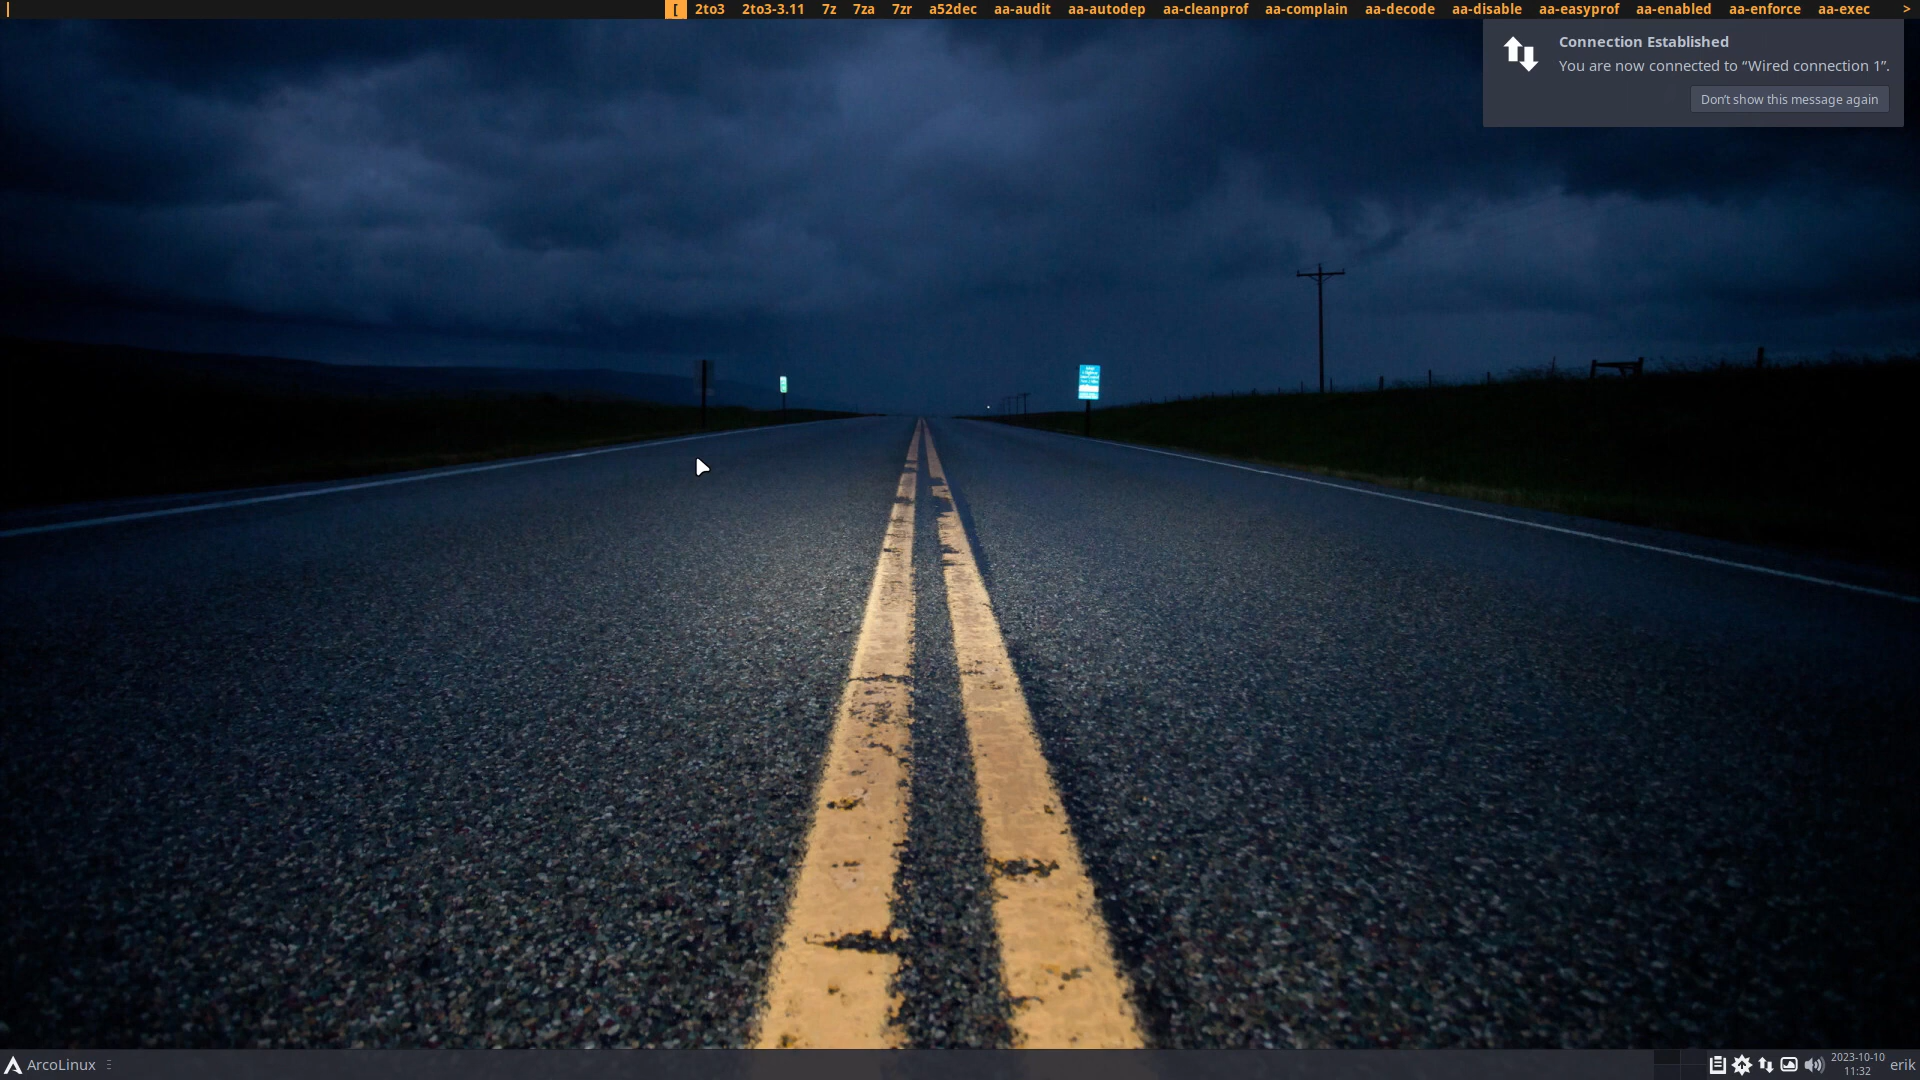 [ 2to3 2to3-3.11 7z 7za 7zr a52dec aa-audit aa-autodep aa-cleanprof aa-complain aa-decode aa-disable aa-easyprof aa-enabled aa-enforce aa-exec >
Connection Established
You are now connected to “Wired connection 1”.
Don’t show this message again
ArcoLinux
2023-10-10
11:32
erik